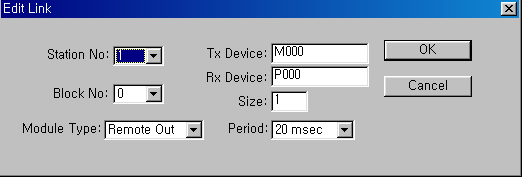 Edit Link
Station No: 1
Tx Device: M000
OK
Rx Device: P000
Block No: 0
Size: 1
Cancel
Module Type: Remote Out
Period: 20 msec